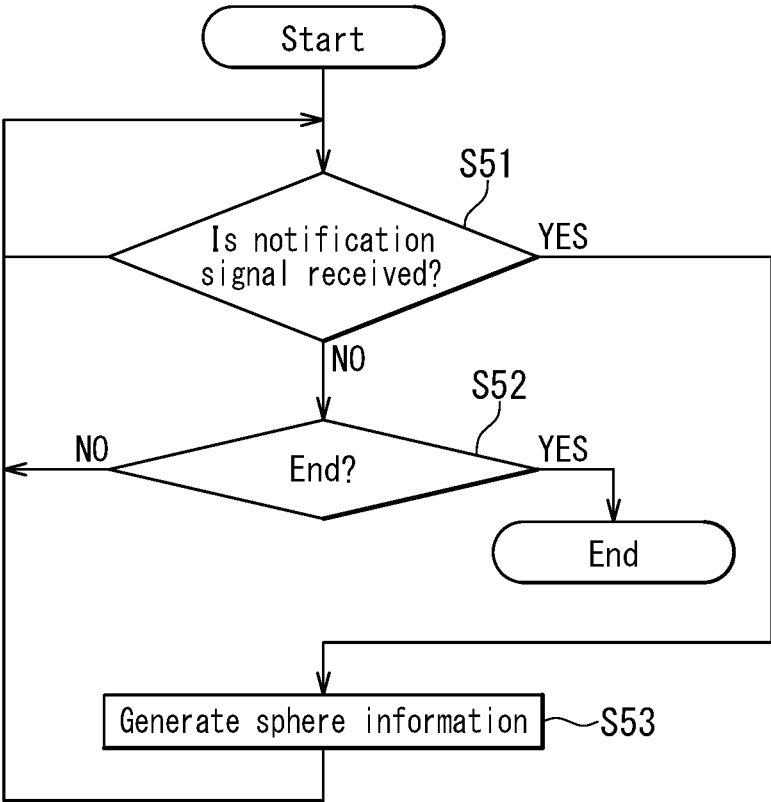 Start
S51
Is notification
signal received?
YES
NO
S52
NO
End?
YES
End
Generate sphere information
S53